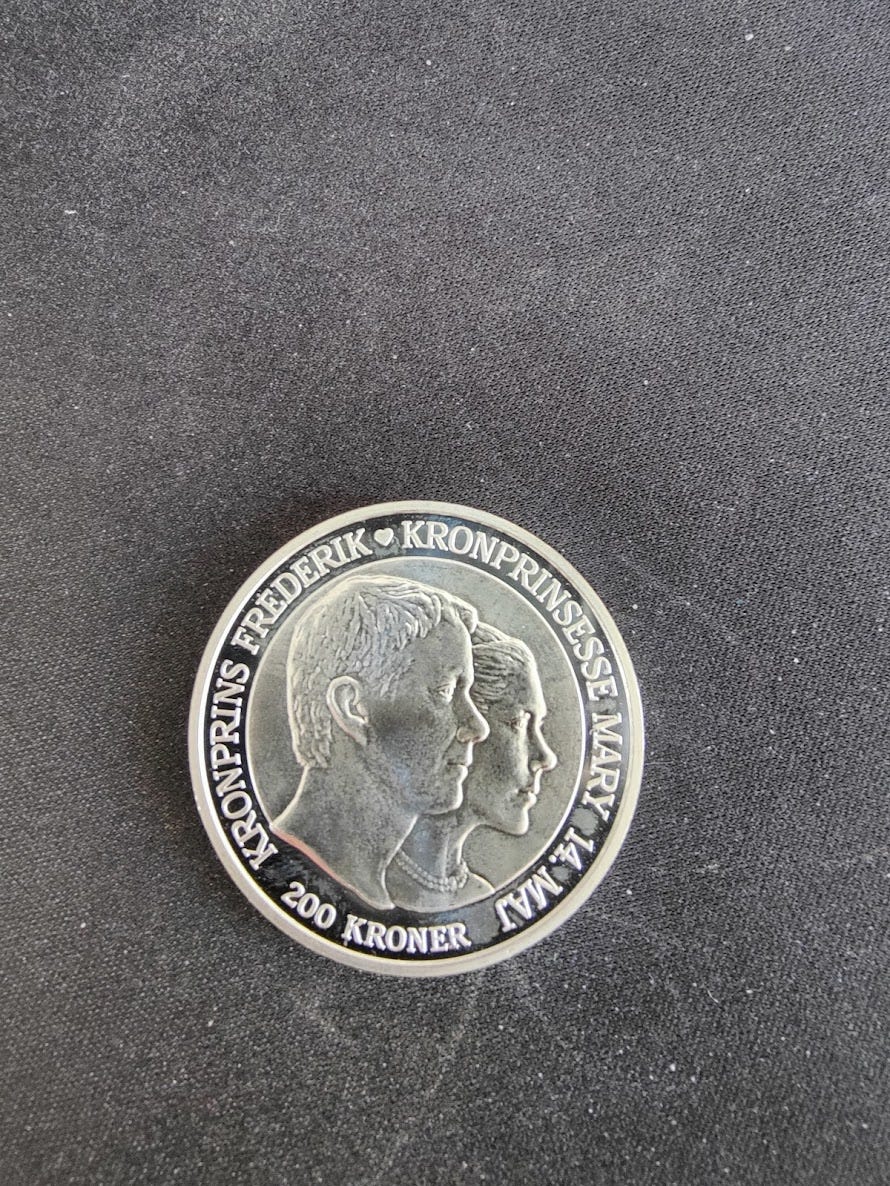 KRONPRINS FREDERIK ♥ KRONPRINSESSE MARY 14. MAJ
200 KRONER